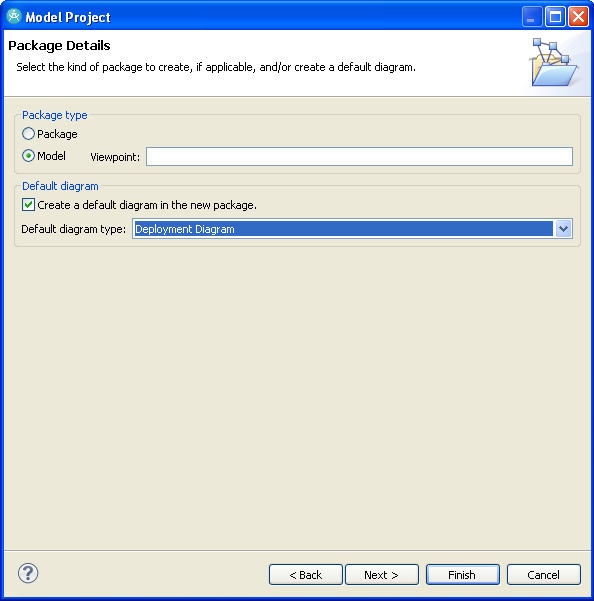 Model Project
Package Details
Select the kind of package to create, if applicable, and/or create a default diagram.
Package type
Package
Model Viewpoint:
Default diagram
Create a default diagram in the new package.
Default diagram type: Deployment Diagram
? < Back Next > Finish Cancel